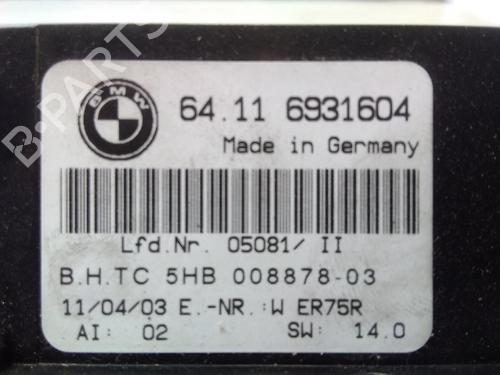 BMW
64.11 6931604
Made in Germany
Lfd.Nr. 05081/ II
B.H.TC 5HB 008878-03
11/04/03 E.-NR.:W ER75R
AI: 02 SW: 14.0
B-PARTS